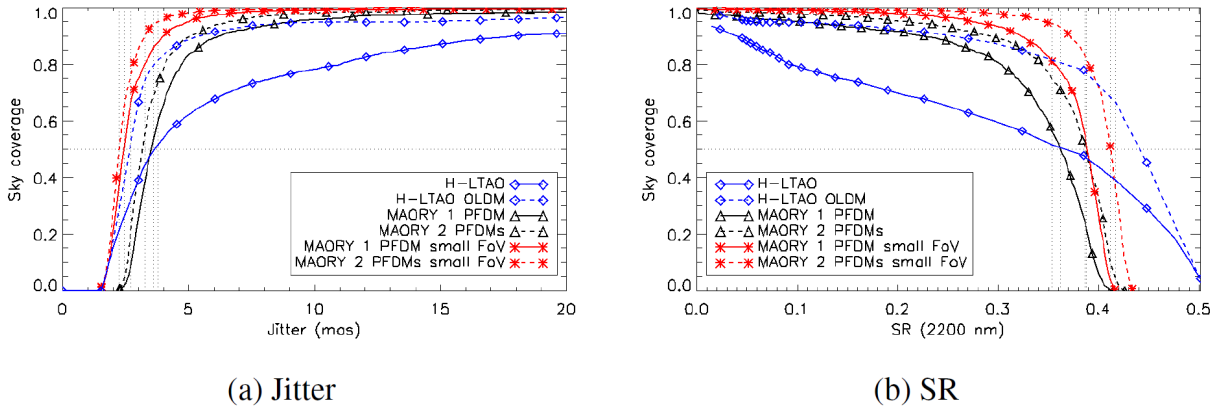 1.0
0.8
0.6
0.4
0.2
0.0
Sky coverage
0
5
10
15
20
Jitter (mas)
H-LTAO
H-LTAO OLDM
MAORY 1 PFDM
MAORY 2 PFDMs
MAORY 1 PFDM small FoV
MAORY 2 PFDMs small FoV
(a) Jitter
1.0
0.8
0.6
0.4
0.2
0.0
Sky coverage
0.0
0.1
0.2
0.3
0.4
0.5
SR (2200 nm)
H-LTAO
H-LTAO OLDM
MAORY 1 PFDM
MAORY 2 PFDMs
MAORY 1 PFDM small FoV
MAORY 2 PFDMs small FoV
(b) SR